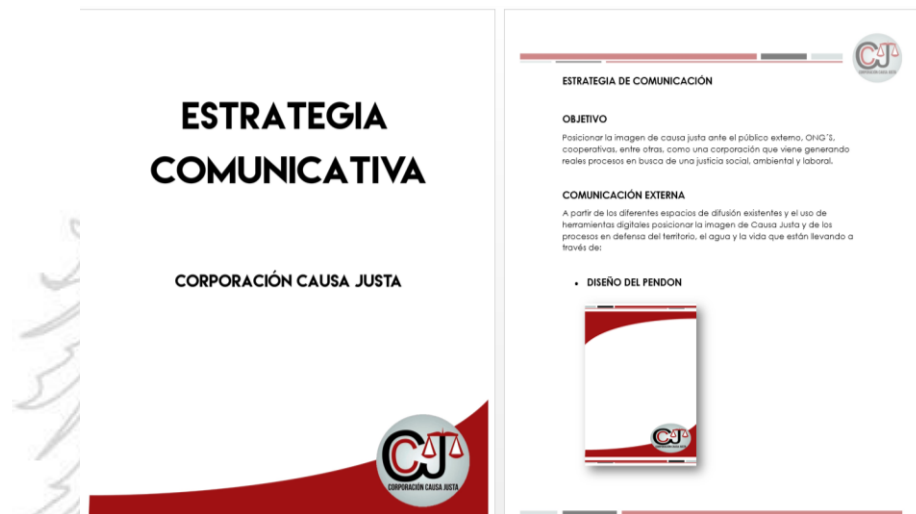 ESTRATEGIA
COMUNICATIVA
CORPORACIÓN CAUSA JUSTA
CJ
CORPORACIÓN CAUSA JUSTA
CJ
CORPORACIÓN CAUSA JUSTA
ESTRATEGIA DE COMUNICACIÓN
OBJETIVO
Posicionar la imagen de causa justa ante el público externo, ONG´S,
cooperativas, entre otras, como una corporación que viene generando
reales procesos en busca de una justicia social, ambiental y laboral.
COMUNICACIÓN EXTERNA
A partir de los diferentes espacios de difusión existentes y el uso de
herramientas digitales posicionar la imagen de Causa Justa y de los
procesos en defensa del territorio, el agua y la vida que están llevando a
través de:
• DISEÑO DEL PENDON
CJ